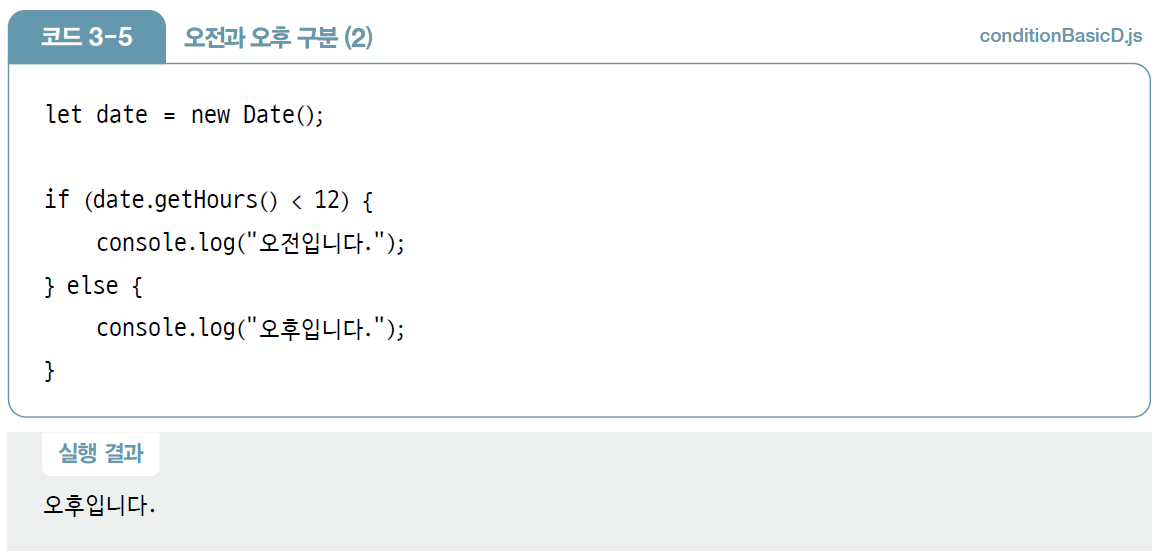 코드 3-5 오전과 오후 구분 (2) conditionBasicD.js
let date = new Date();
if (date.getHours() < 12) {
    console.log("오전입니다.");
} else {
    console.log("오후입니다.");
}
실행 결과
오후입니다.